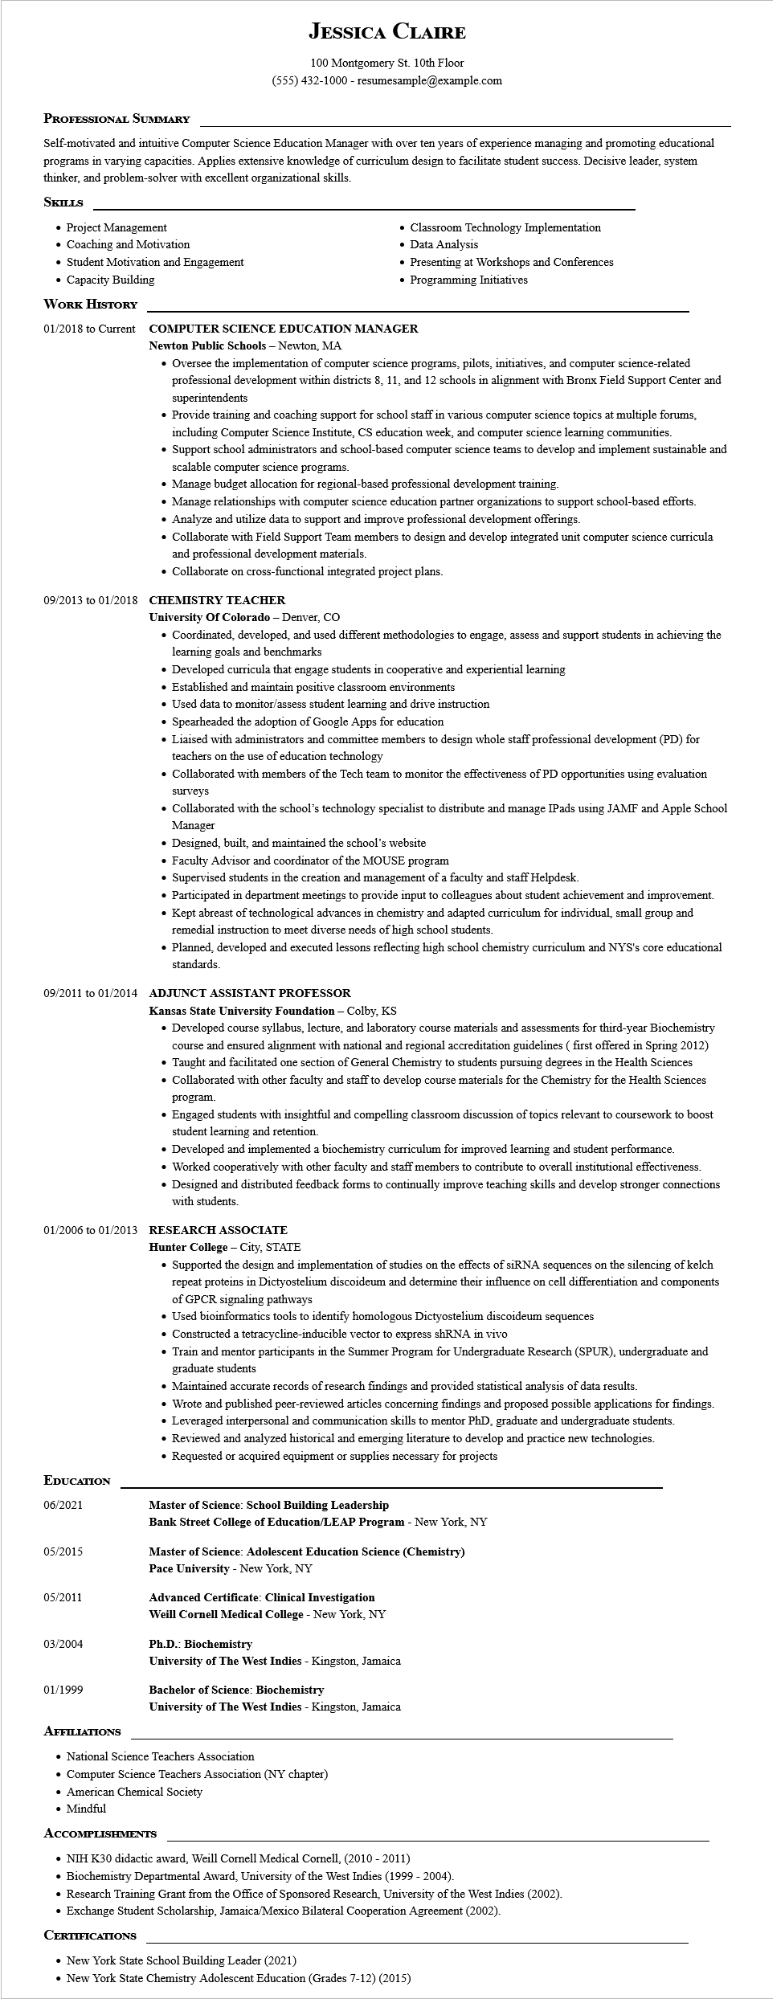 Jessica Claire
100 Montgomery St. 10th Floor
(555) 432-1000 - resumesample@example.com
Professional Summary
Self-motivated and intuitive Computer Science Education Manager with over ten years of experience managing and promoting educational
programs in varying capacities. Applies extensive knowledge of curriculum design to facilitate student success. Decisive leader, system
thinker, and problem-solver with excellent organizational skills.
Skills
• Project Management
• Coaching and Motivation
• Student Motivation and Engagement
• Capacity Building
• Classroom Technology Implementation
• Data Analysis
• Presenting at Workshops and Conferences
• Programming Initiatives
Work History
01/2018 to Current COMPUTER SCIENCE EDUCATION MANAGER
Newton Public Schools – Newton, MA
• Oversee the implementation of computer science programs, pilots, initiatives, and computer science-related
professional development within districts 8, 11, and 12 schools in alignment with Bronx Field Support Center and
superintendents
• Provide training and coaching support for school staff in various computer science topics at multiple forums,
including Computer Science Institute, CS education week, and computer science learning communities.
• Support school administrators and school-based computer science teams to develop and implement sustainable and
scalable computer science programs.
• Manage budget allocation for regional-based professional development training.
• Manage relationships with computer science education partner organizations to support school-based efforts.
• Analyze and utilize data to support and improve professional development offerings.
• Collaborate with Field Support Team members to design and develop integrated unit computer science curricula
and professional development materials.
• Collaborate on cross-functional integrated project plans.
09/2013 to 01/2018 CHEMISTRY TEACHER
University Of Colorado – Denver, CO
• Coordinated, developed, and used different methodologies to engage, assess and support students in achieving the
learning goals and benchmarks
• Developed curricula that engage students in cooperative and experiential learning
• Established and maintain positive classroom environments
• Used data to monitor/assess student learning and drive instruction
• Spearheaded the adoption of Google Apps for education
• Liaised with administrators and committee members to design whole staff professional development (PD) for
teachers on the use of education technology
• Collaborated with members of the Tech team to monitor the effectiveness of PD opportunities using evaluation
surveys
• Collaborated with the school's technology specialist to distribute and manage IPads using JAMF and Apple School
Manager
• Designed, built, and maintained the school's website
• Faculty Advisor and coordinator of the MOUSE program
• Supervised students in the creation and management of a faculty and staff Helpdesk.
• Participated in department meetings to provide input to colleagues about student achievement and improvement.
• Kept abreast of technological advances in chemistry and adapted curriculum for individual, small group and
remedial instruction to meet diverse needs of high school students.
• Planned, developed and executed lessons reflecting high school chemistry curriculum and NYS's core educational
standards.
09/2011 to 01/2014 ADJUNCT ASSISTANT PROFESSOR
Kansas State University Foundation – Colby, KS
• Developed course syllabus, lecture, and laboratory course materials and assessments for third-year Biochemistry
course and ensured alignment with national and regional accreditation guidelines ( first offered in Spring 2012)
• Taught and facilitated one section of General Chemistry to students pursuing degrees in the Health Sciences
• Collaborated with other faculty and staff to develop course materials for the Chemistry for the Health Sciences
program.
• Engaged students with insightful and compelling classroom discussion of topics relevant to coursework to boost
student learning and retention.
• Developed and implemented a biochemistry curriculum for improved learning and student performance.
• Worked cooperatively with other faculty and staff members to contribute to overall institutional effectiveness.
• Designed and distributed feedback forms to continually improve teaching skills and develop stronger connections
with students.
01/2006 to 01/2013 RESEARCH ASSOCIATE
Hunter College – City, STATE
• Supported the design and implementation of studies on the effects of siRNA sequences on the silencing of kelch
repeat proteins in Dictyostelium discoideum and determine their influence on cell differentiation and components
of GPCR signaling pathways
• Used bioinformatics tools to identify homologous Dictyostelium discoideum sequences
• Constructed a tetracycline-inducible vector to express shRNA in vivo
• Train and mentor participants in the Summer Program for Undergraduate Research (SPUR), undergraduate and
graduate students
• Maintained accurate records of research findings and provided statistical analysis of data results.
• Wrote and published peer-reviewed articles concerning findings and proposed possible applications for findings.
• Leveraged interpersonal and communication skills to mentor PhD, graduate and undergraduate students.
• Reviewed and analyzed historical and emerging literature to develop and practice new technologies.
• Requested or acquired equipment or supplies necessary for projects
Education
06/2021 Master of Science: School Building Leadership
Bank Street College of Education/LEAP Program - New York, NY
05/2015 Master of Science: Adolescent Education Science (Chemistry)
Pace University - New York, NY
05/2011 Advanced Certificate: Clinical Investigation
Weill Cornell Medical College - New York, NY
03/2004 Ph.D.: Biochemistry
University of The West Indies - Kingston, Jamaica
01/1999 Bachelor of Science: Biochemistry
University of The West Indies - Kingston, Jamaica
Affiliations
• National Science Teachers Association
• Computer Science Teachers Association (NY chapter)
• American Chemical Society
• Mindful
Accomplishments
• NIH K30 didactic award, Weill Cornell Medical Cornell, (2010 - 2011)
• Biochemistry Departmental Award, University of the West Indies (1999 - 2004).
• Research Training Grant from the Office of Sponsored Research, University of the West Indies (2002).
• Exchange Student Scholarship, Jamaica/Mexico Bilateral Cooperation Agreement (2002).
Certifications
• New York State School Building Leader (2021)
• New York State Chemistry Adolescent Education (Grades 7-12) (2015)